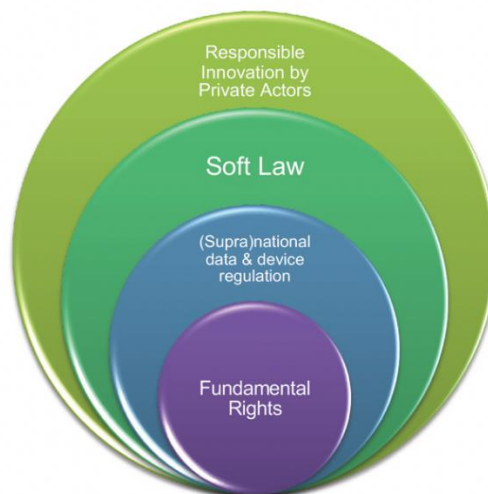 Responsible
Innovation by
Private Actors
Soft Law
(Supra)national
data & device
regulation
Fundamental
Rights